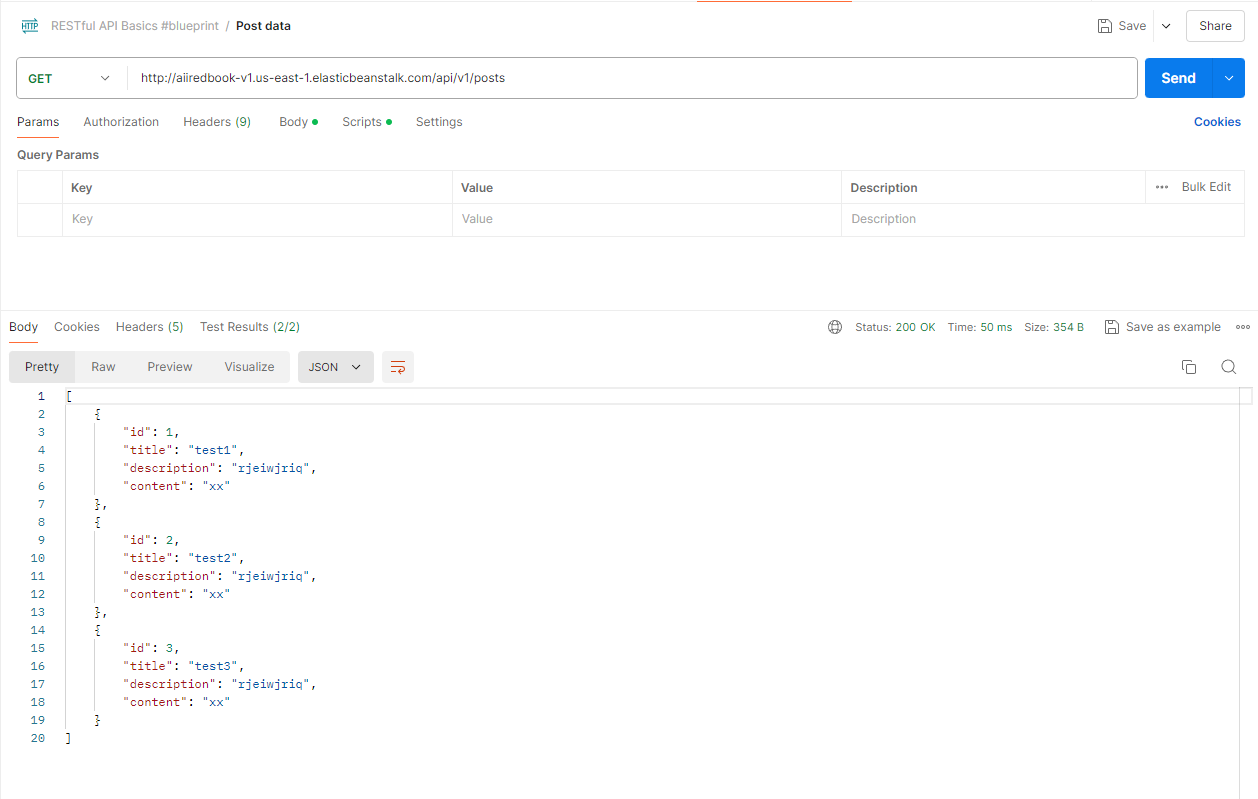 HTTP RESTful API Basics #blueprint / Post data Save Share
GET http://aiiredbook-v1.us-east-1.elasticbeanstalk.com/api/v1/posts Send
Params Authorization Headers (9) Body Scripts Settings Cookies
Query Params
Key Value Description ••• Bulk Edit
Key Value Description
Body Cookies Headers (5) Test Results (2/2) Status: 200 OK Time: 50 ms Size: 354 B Save as example
Pretty Raw Preview Visualize JSON
1 [
2 {
3 "id": 1,
4 "title": "test1",
5 "description": "rjeiwjriq",
6 "content": "xx"
7 },
8 {
9 "id": 2,
10 "title": "test2",
11 "description": "rjeiwjriq",
12 "content": "xx"
13 },
14 {
15 "id": 3,
16 "title": "test3",
17 "description": "rjeiwjriq",
18 "content": "xx"
19 }
20 ]